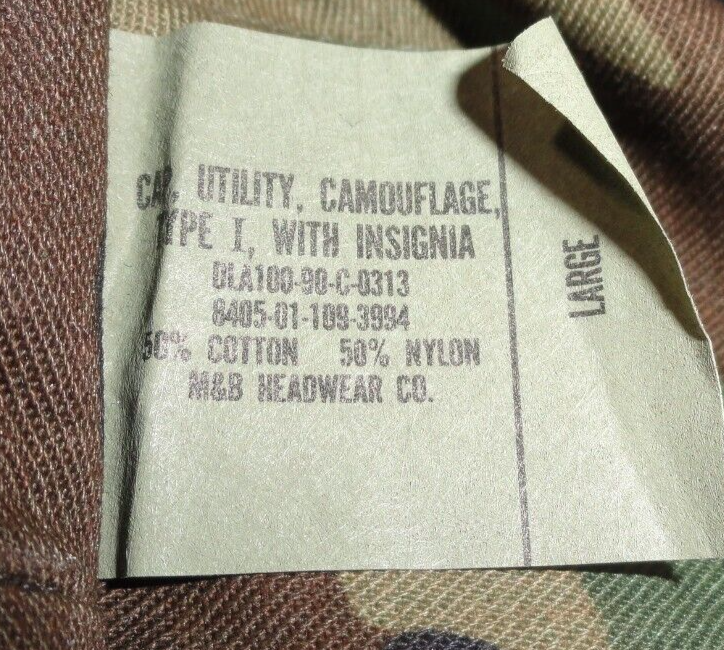 CAP, UTILITY, CAMOUFLAGE,
TYPE I, WITH INSIGNIA
DLA100-90-C-0313
8405-01-109-3994
50% COTTON 50% NYLON
M&B HEADWEAR CO.
LARGE